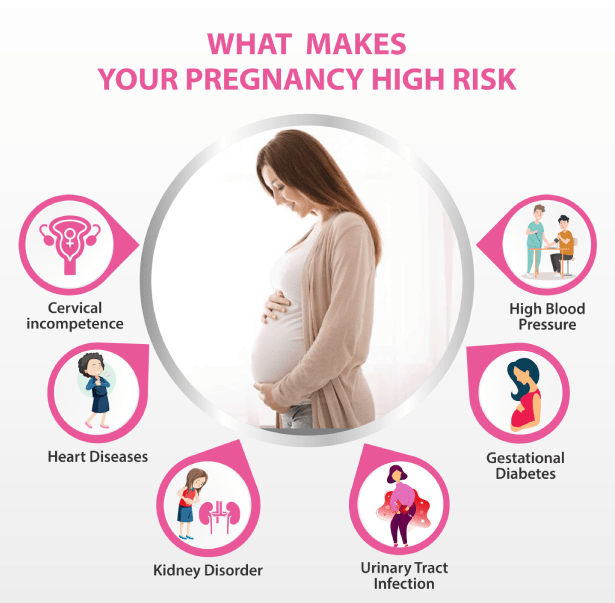 WHAT MAKES
YOUR PREGNANCY HIGH RISK
Cervical
incompetence
High Blood
Pressure
Heart Diseases
Gestational
Diabetes
Kidney Disorder
Urinary Tract
Infection